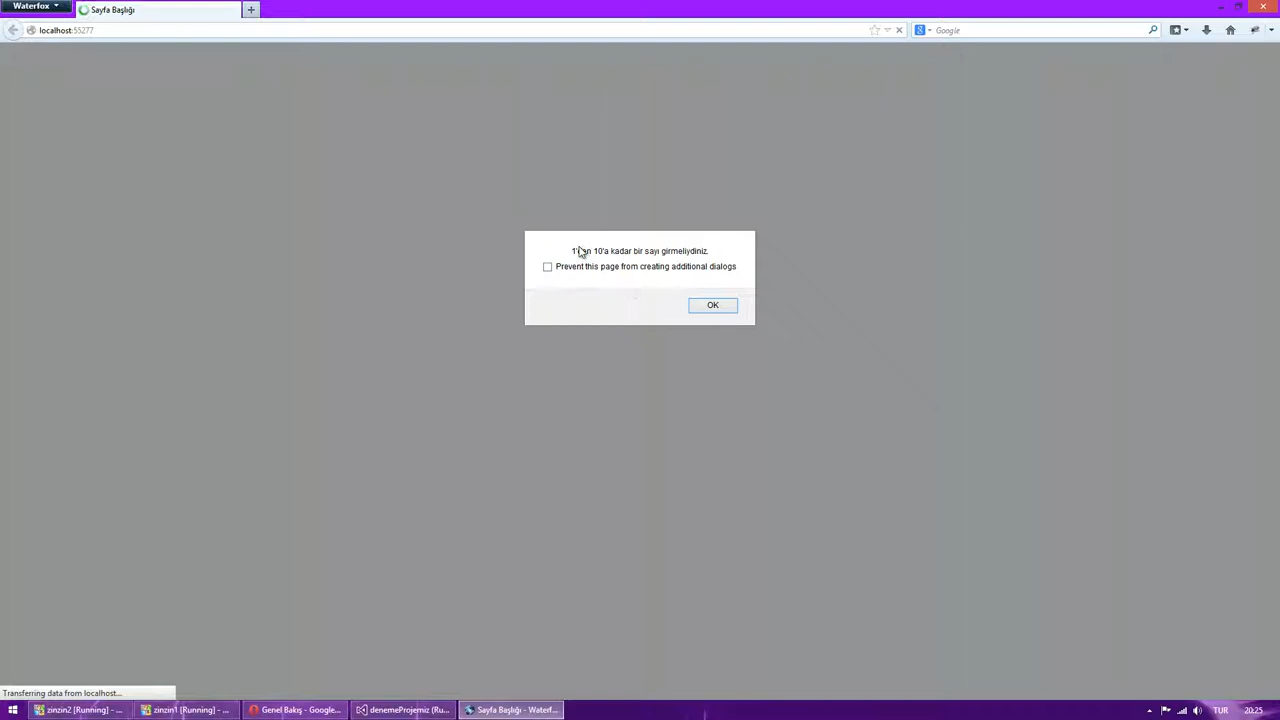 Waterfox
Sayfa Başlığı
localhost:55277
Google
10'a kadar bir sayı girmeliydiniz.
Prevent this page from creating additional dialogs
OK
Transferring data from localhost...
zinzin2 [Running] - ...
zinzin1 [Running] - ...
Genel Bakış - Google...
denemeProjemiz (Ru...
Sayfa Başlığı - Waterf...
TUR
20:25